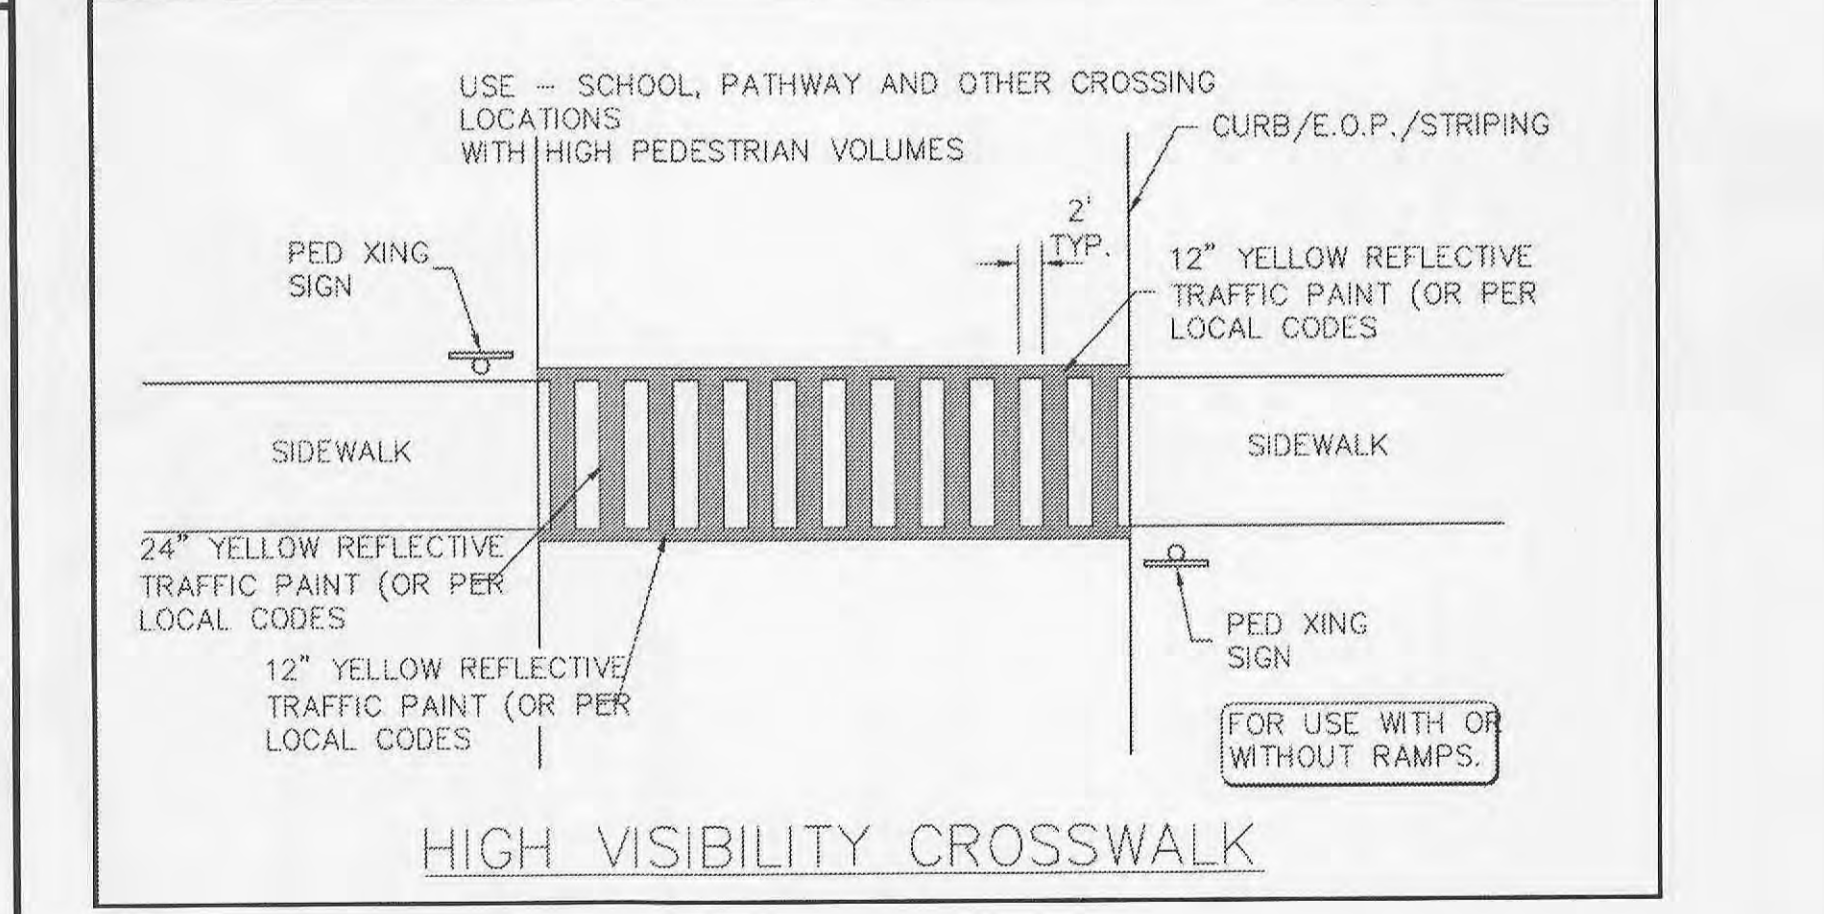 USE – SCHOOL, PATHWAY AND OTHER CROSSING
LOCATIONS
WITH HIGH PEDESTRIAN VOLUMES
CURB/E.O.P./STRIPING
2'
TYP.
PED XING
SIGN
12" YELLOW REFLECTIVE
TRAFFIC PAINT (OR PER
LOCAL CODES
SIDEWALK
SIDEWALK
24" YELLOW REFLECTIVE
TRAFFIC PAINT (OR PER
LOCAL CODES
12" YELLOW REFLECTIVE
TRAFFIC PAINT (OR PER
LOCAL CODES
PED XING
SIGN
FOR USE WITH OR
WITHOUT RAMPS.
HIGH VISIBILITY CROSSWALK